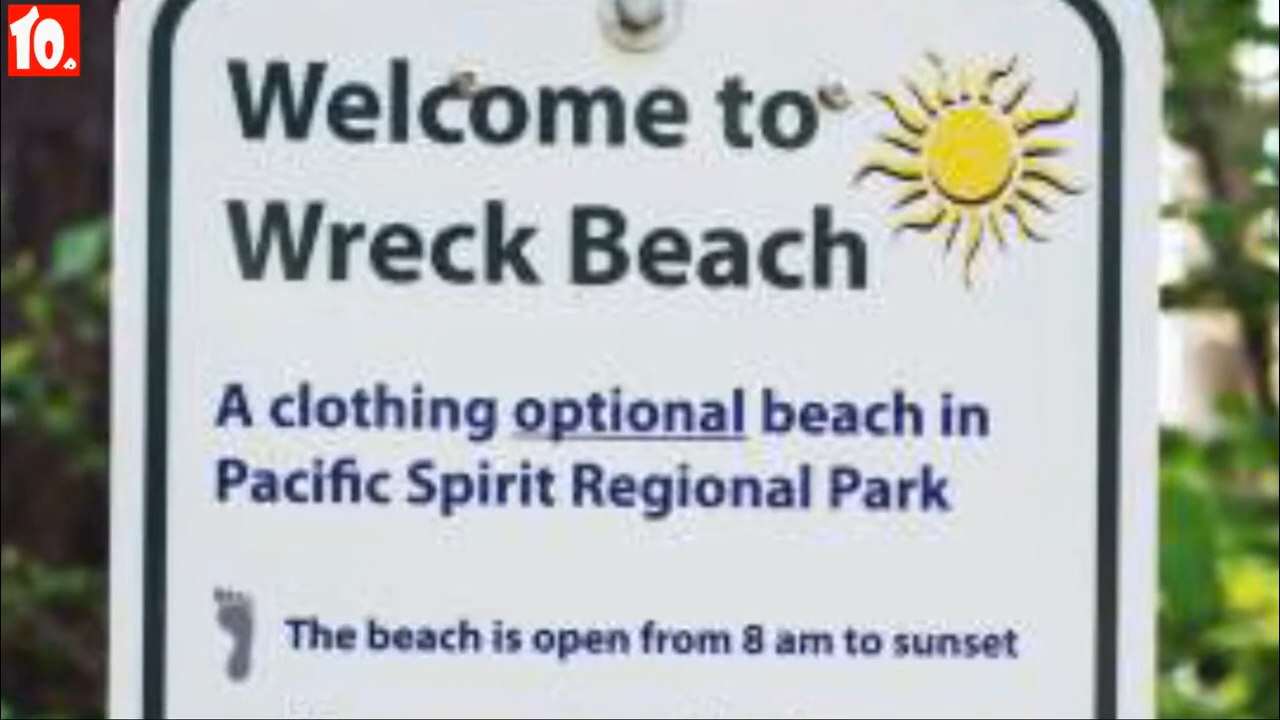 10.
Welcome to
Wreck Beach
A clothing optional beach in
Pacific Spirit Regional Park
The beach is open from 8 am to sunset